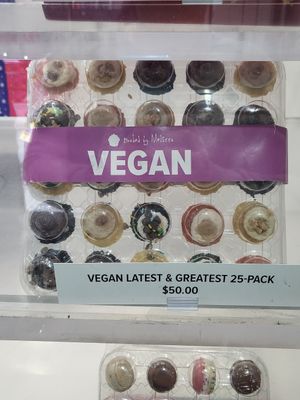 baked by Melissa
VEGAN
VEGAN LATEST & GREATEST 25-PACK
$50.00